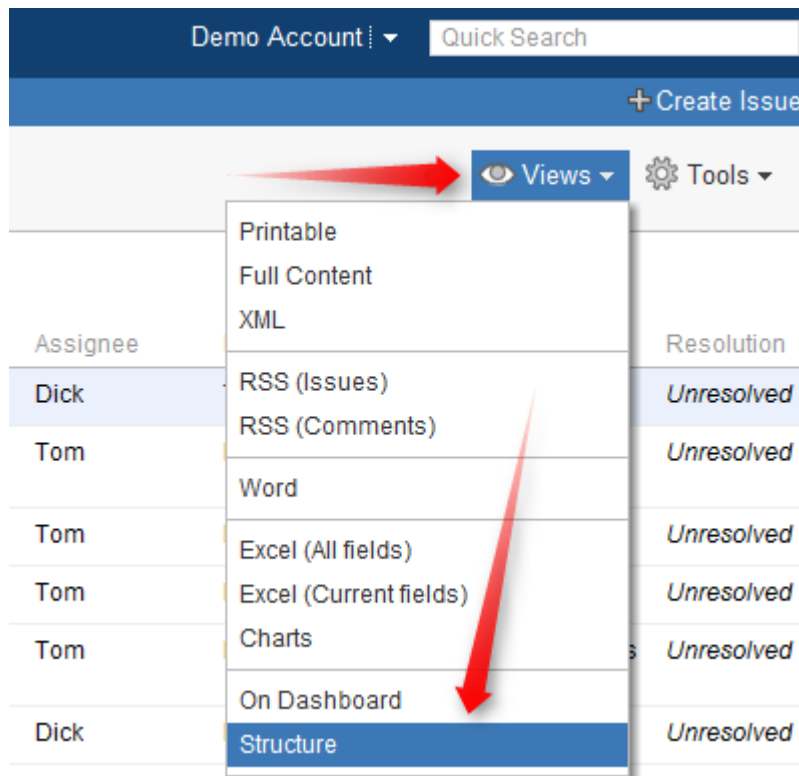 Demo Account
Quick Search
Create Issue
Views
Tools
Printable
Full Content
XML
Assignee
Resolution
RSS (Issues)
Dick
Unresolved
RSS (Comments)
Tom
Unresolved
Word
Tom
Unresolved
Excel (All fields)
Tom
Excel (Current fields)
Unresolved
Charts
Tom
s
Unresolved
On Dashboard
Dick
Structure
Unresolved